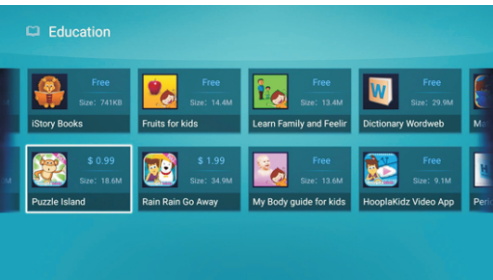 Education
Free
Size: 741KB
iStory Books
Free
Size: 14.4M
Fruits for kids
Free
Size: 13.4M
Learn Family and Feelin
Free
Size: 29.9M
W
Dictionary Wordweb
$ 0.99
Size: 18.6M
Puzzle Island
$ 1.99
Size: 34.9M
Rain Rain Go Away
Free
Size: 13.6M
My Body guide for kids
Free
Size: 9.1M
HooplaKidz Video App